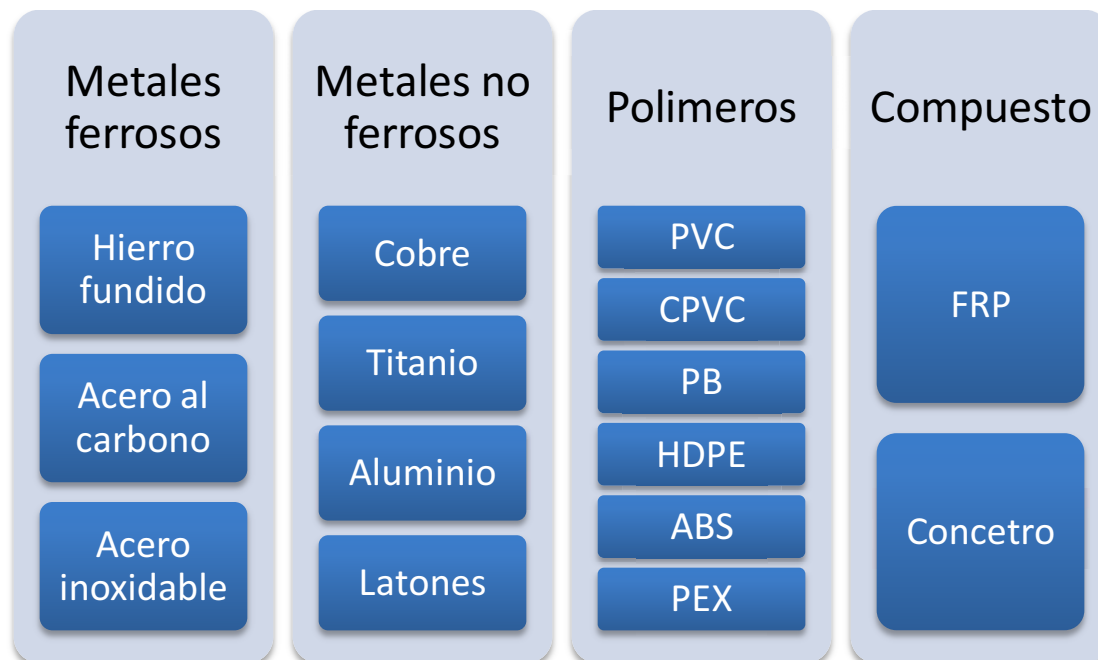 Metales
ferrosos
Hierro
fundido
Acero al
carbono
Acero
inoxidable
Metales no
ferrosos
Cobre
Titanio
Aluminio
Latones
Polimeros
PVC
CPVC
PB
HDPE
ABS
PEX
Compuesto
FRP
Concetro